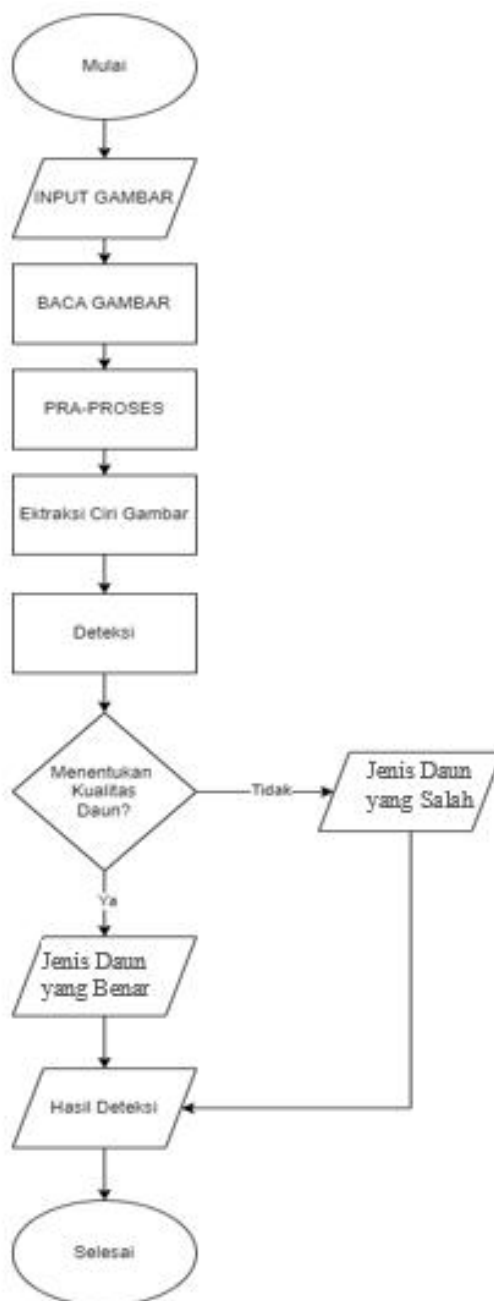 Mulai
INPUT GAMBAR
BACA GAMBAR
PRA-PROSES
Ektraksi Ciri Gambar
Deteksi
Menentukan
Kualitas
Daun?
Tidak
Jenis Daun
yang Salah
Ya
Jenis Daun
yang Benar
Hasil Deteksi
Selesai